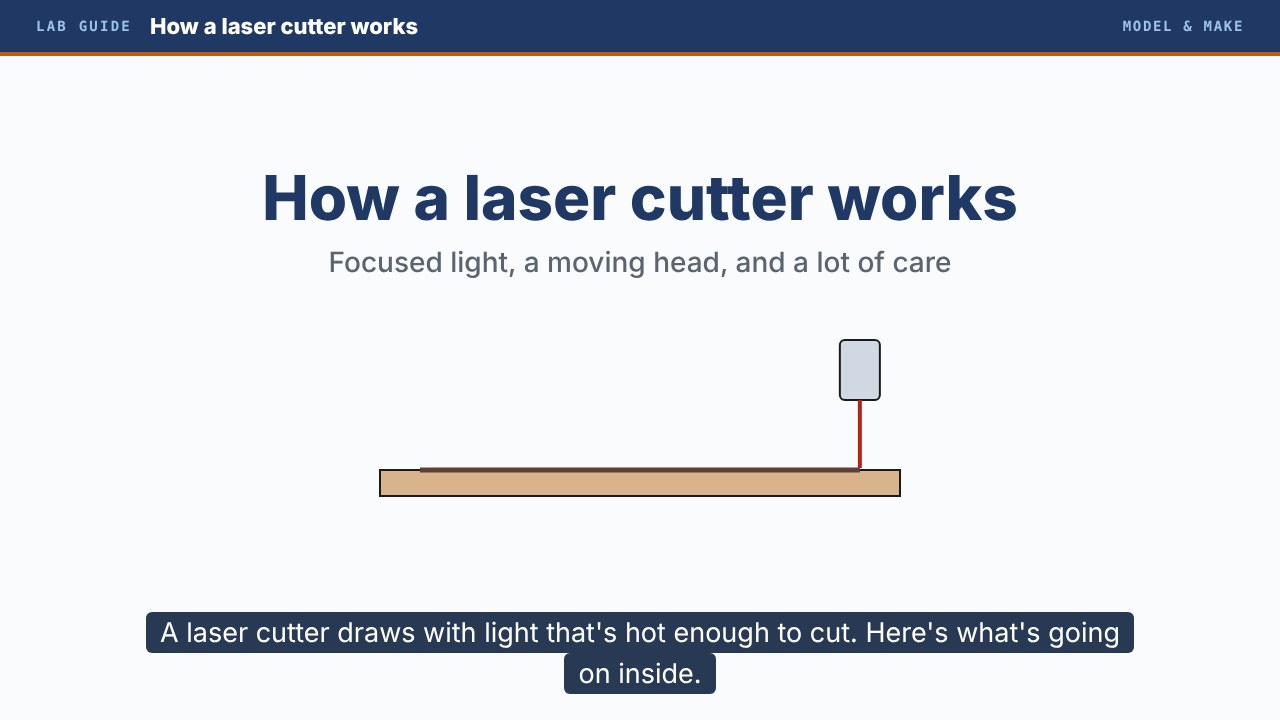 LAB GUIDE How a laser cutter works MODEL & MAKE
How a laser cutter works
Focused light, a moving head, and a lot of care
A laser cutter draws with light that's hot enough to cut. Here's what's going
on inside.